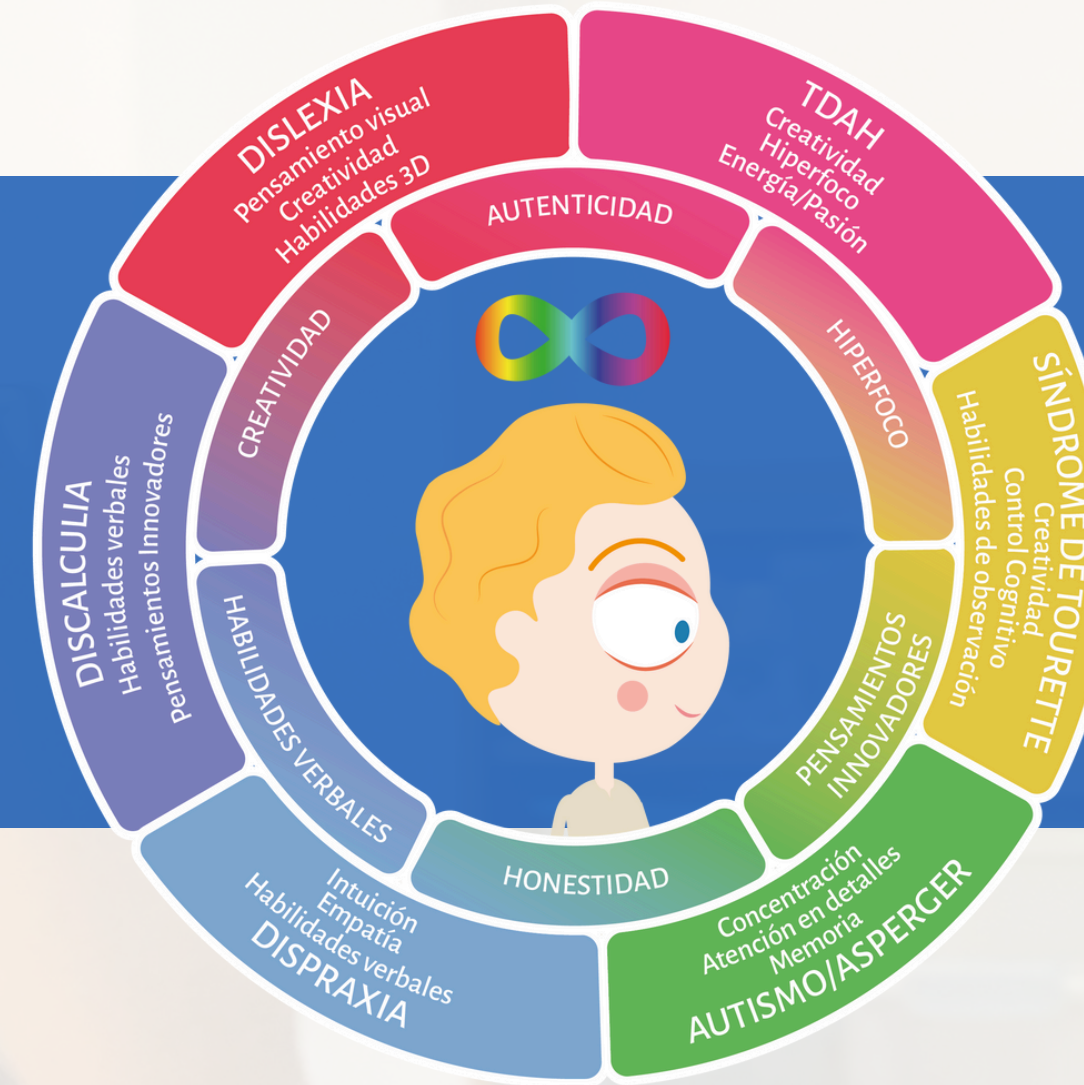 DISLEXIA
Pensamiento visual
Creatividad
Habilidades 3D
TDAH
Creatividad
Hiperfoco
Energía/Pasión
SÍNDROME DE TOURETTE
Creatividad
Control Cognitivo
Habilidades de observación
Concentración
Atención en detalles
Memoria
AUTISMO/ASPERGER
Intuición
Empatía
Habilidades verbales
DISPRAXIA
DISCALCULIA
Habilidades verbales
Pensamientos Innovadores
AUTENTICIDAD
HIPERFOCO
PENSAMIENTOS
INNOVADORES
HONESTIDAD
HABILIDADES VERBALES
CREATIVIDAD